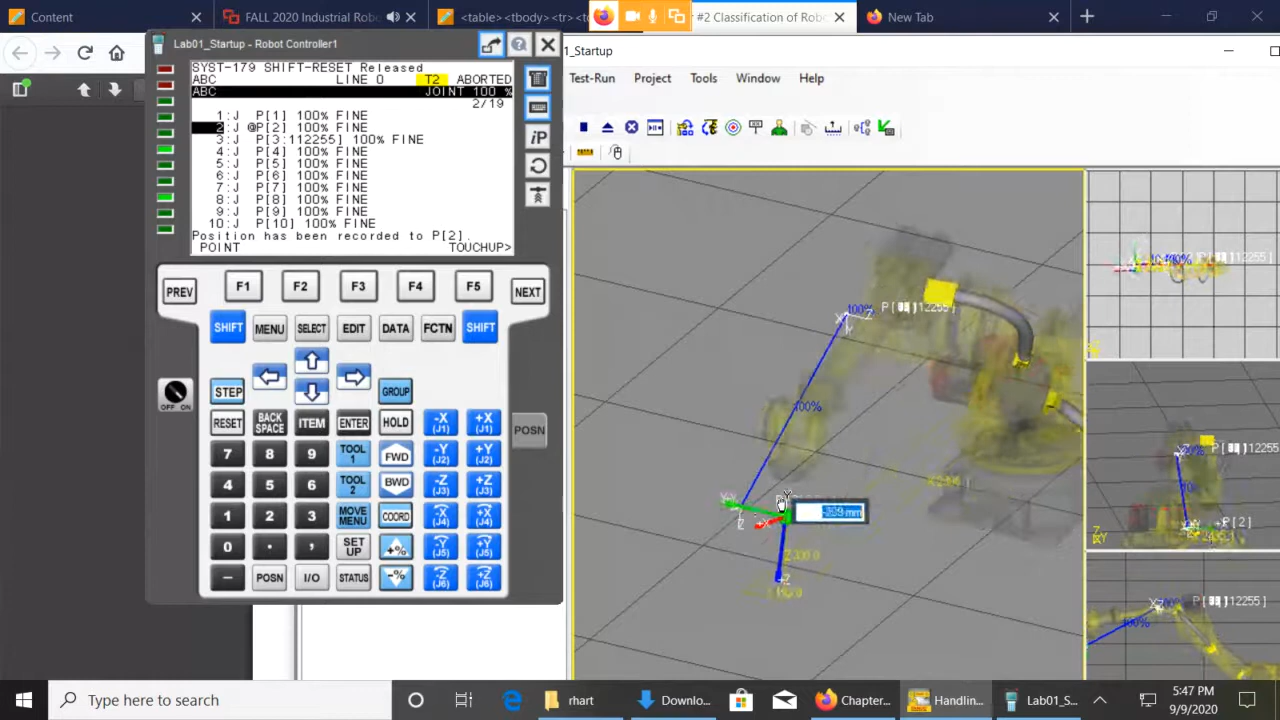 Content
FALL 2020 Industrial Robo
<table> <tbody> <tr> <td
#2 Classification of Robo
New Tab
Lab01_Startup - Robot Controller1
1_Startup
Test-Run Project Tools Window Help
SYST-179 SHIFT-RESET Released
ABC LINE 0 T2 ABORTED
ABC JOINT 100 %
2/19
1:J P[1] 100% FINE
2:J @P[2] 100% FINE
3:J P[3:112255] 100% FINE
4:J P[4] 100% FINE
5:J P[5] 100% FINE
6:J P[6] 100% FINE
7:J P[7] 100% FINE
8:J P[8] 100% FINE
9:J P[9] 100% FINE
10:J P[10] 100% FINE
Position has been recorded to P[2].
POINT TOUCHUP>
iP
PREV F1 F2 F3 F4 F5 NEXT
SHIFT MENU SELECT EDIT DATA FCTN SHIFT
STEP GROUP
OFF ON
RESET BACK SPACE ITEM ENTER HOLD -X (J1) +X (J1)
POSN
7 8 9 TOOL 1 FWD -Y (J2) +Y (J2)
4 5 6 TOOL 2 BWD -Z (J3) +Z (J3)
1 2 3 MOVE MENU COORD -X (J4) +X (J4)
0 . , SET UP +% -Y (J5) +Y (J5)
- POSN I/O STATUS -% -Z (J6) +Z (J6)
100%
100%
P[2]
100%
Type here to search
rhart
Downlo...
Chapter...
Handlin...
Lab01_S...
5:47 PM
9/9/2020